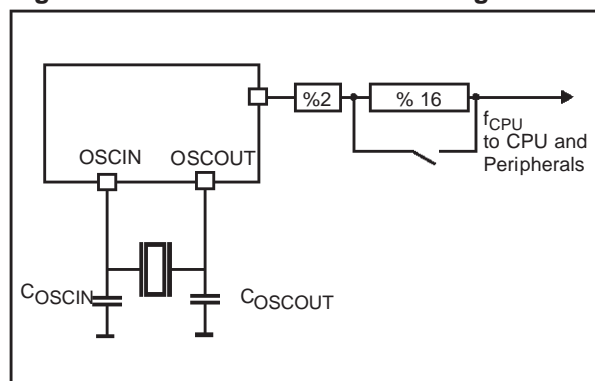 %2
% 16
fCPU
to CPU and
Peripherals
OSCIN
OSCOUT
COSCIN
COSCOUT